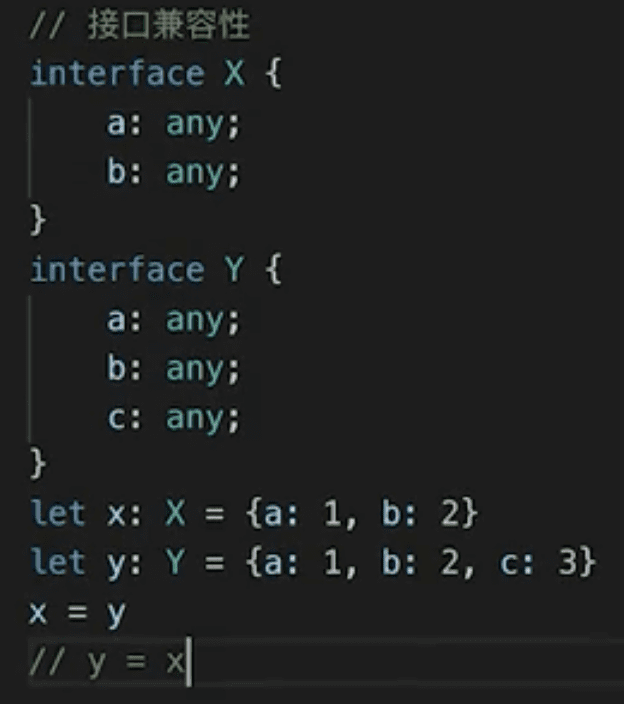 // 接口兼容性
interface X {
    a: any;
    b: any;
}
interface Y {
    a: any;
    b: any;
    c: any;
}
let x: X = {a: 1, b: 2}
let y: Y = {a: 1, b: 2, c: 3}
x = y
// y = x